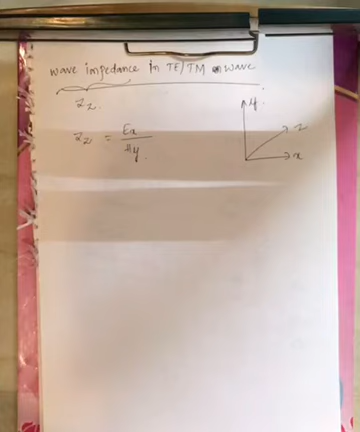 wave impedance in TE/TM wave
Zz.
Zz = Ex / Hy.
y
z
x